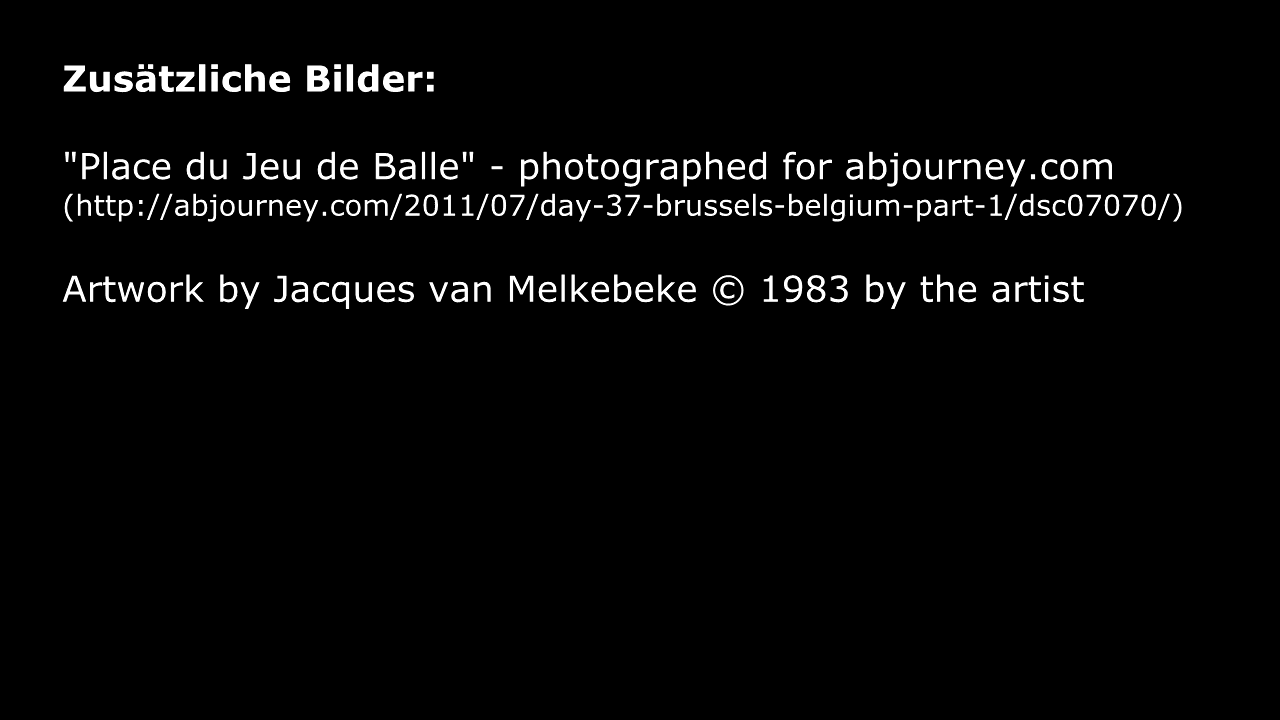 Zusätzliche Bilder:
"Place du Jeu de Balle" - photographed for abjourney.com
(http://abjourney.com/2011/07/day-37-brussels-belgium-part-1/dsc07070/)
Artwork by Jacques van Melkebeke © 1983 by the artist